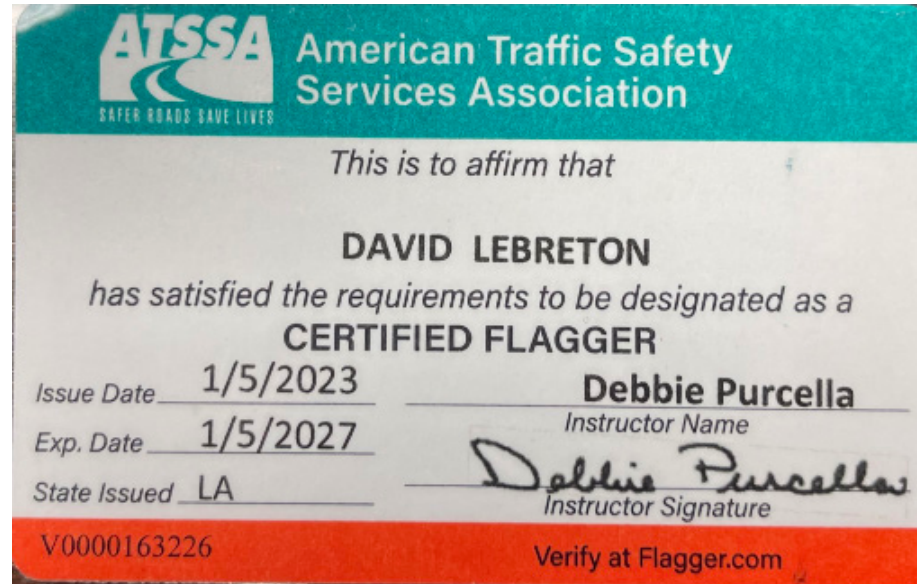 ATSSA
SAFER ROADS SAVE LIVES
American Traffic Safety
Services Association
This is to affirm that
DAVID LEBRETON
has satisfied the requirements to be designated as a
CERTIFIED FLAGGER
Issue Date 1/5/2023
Debbie Purcella
Instructor Name
Exp. Date 1/5/2027
Debbie Purcella
State Issued LA
Instructor Signature
V0000163226
Verify at Flagger.com